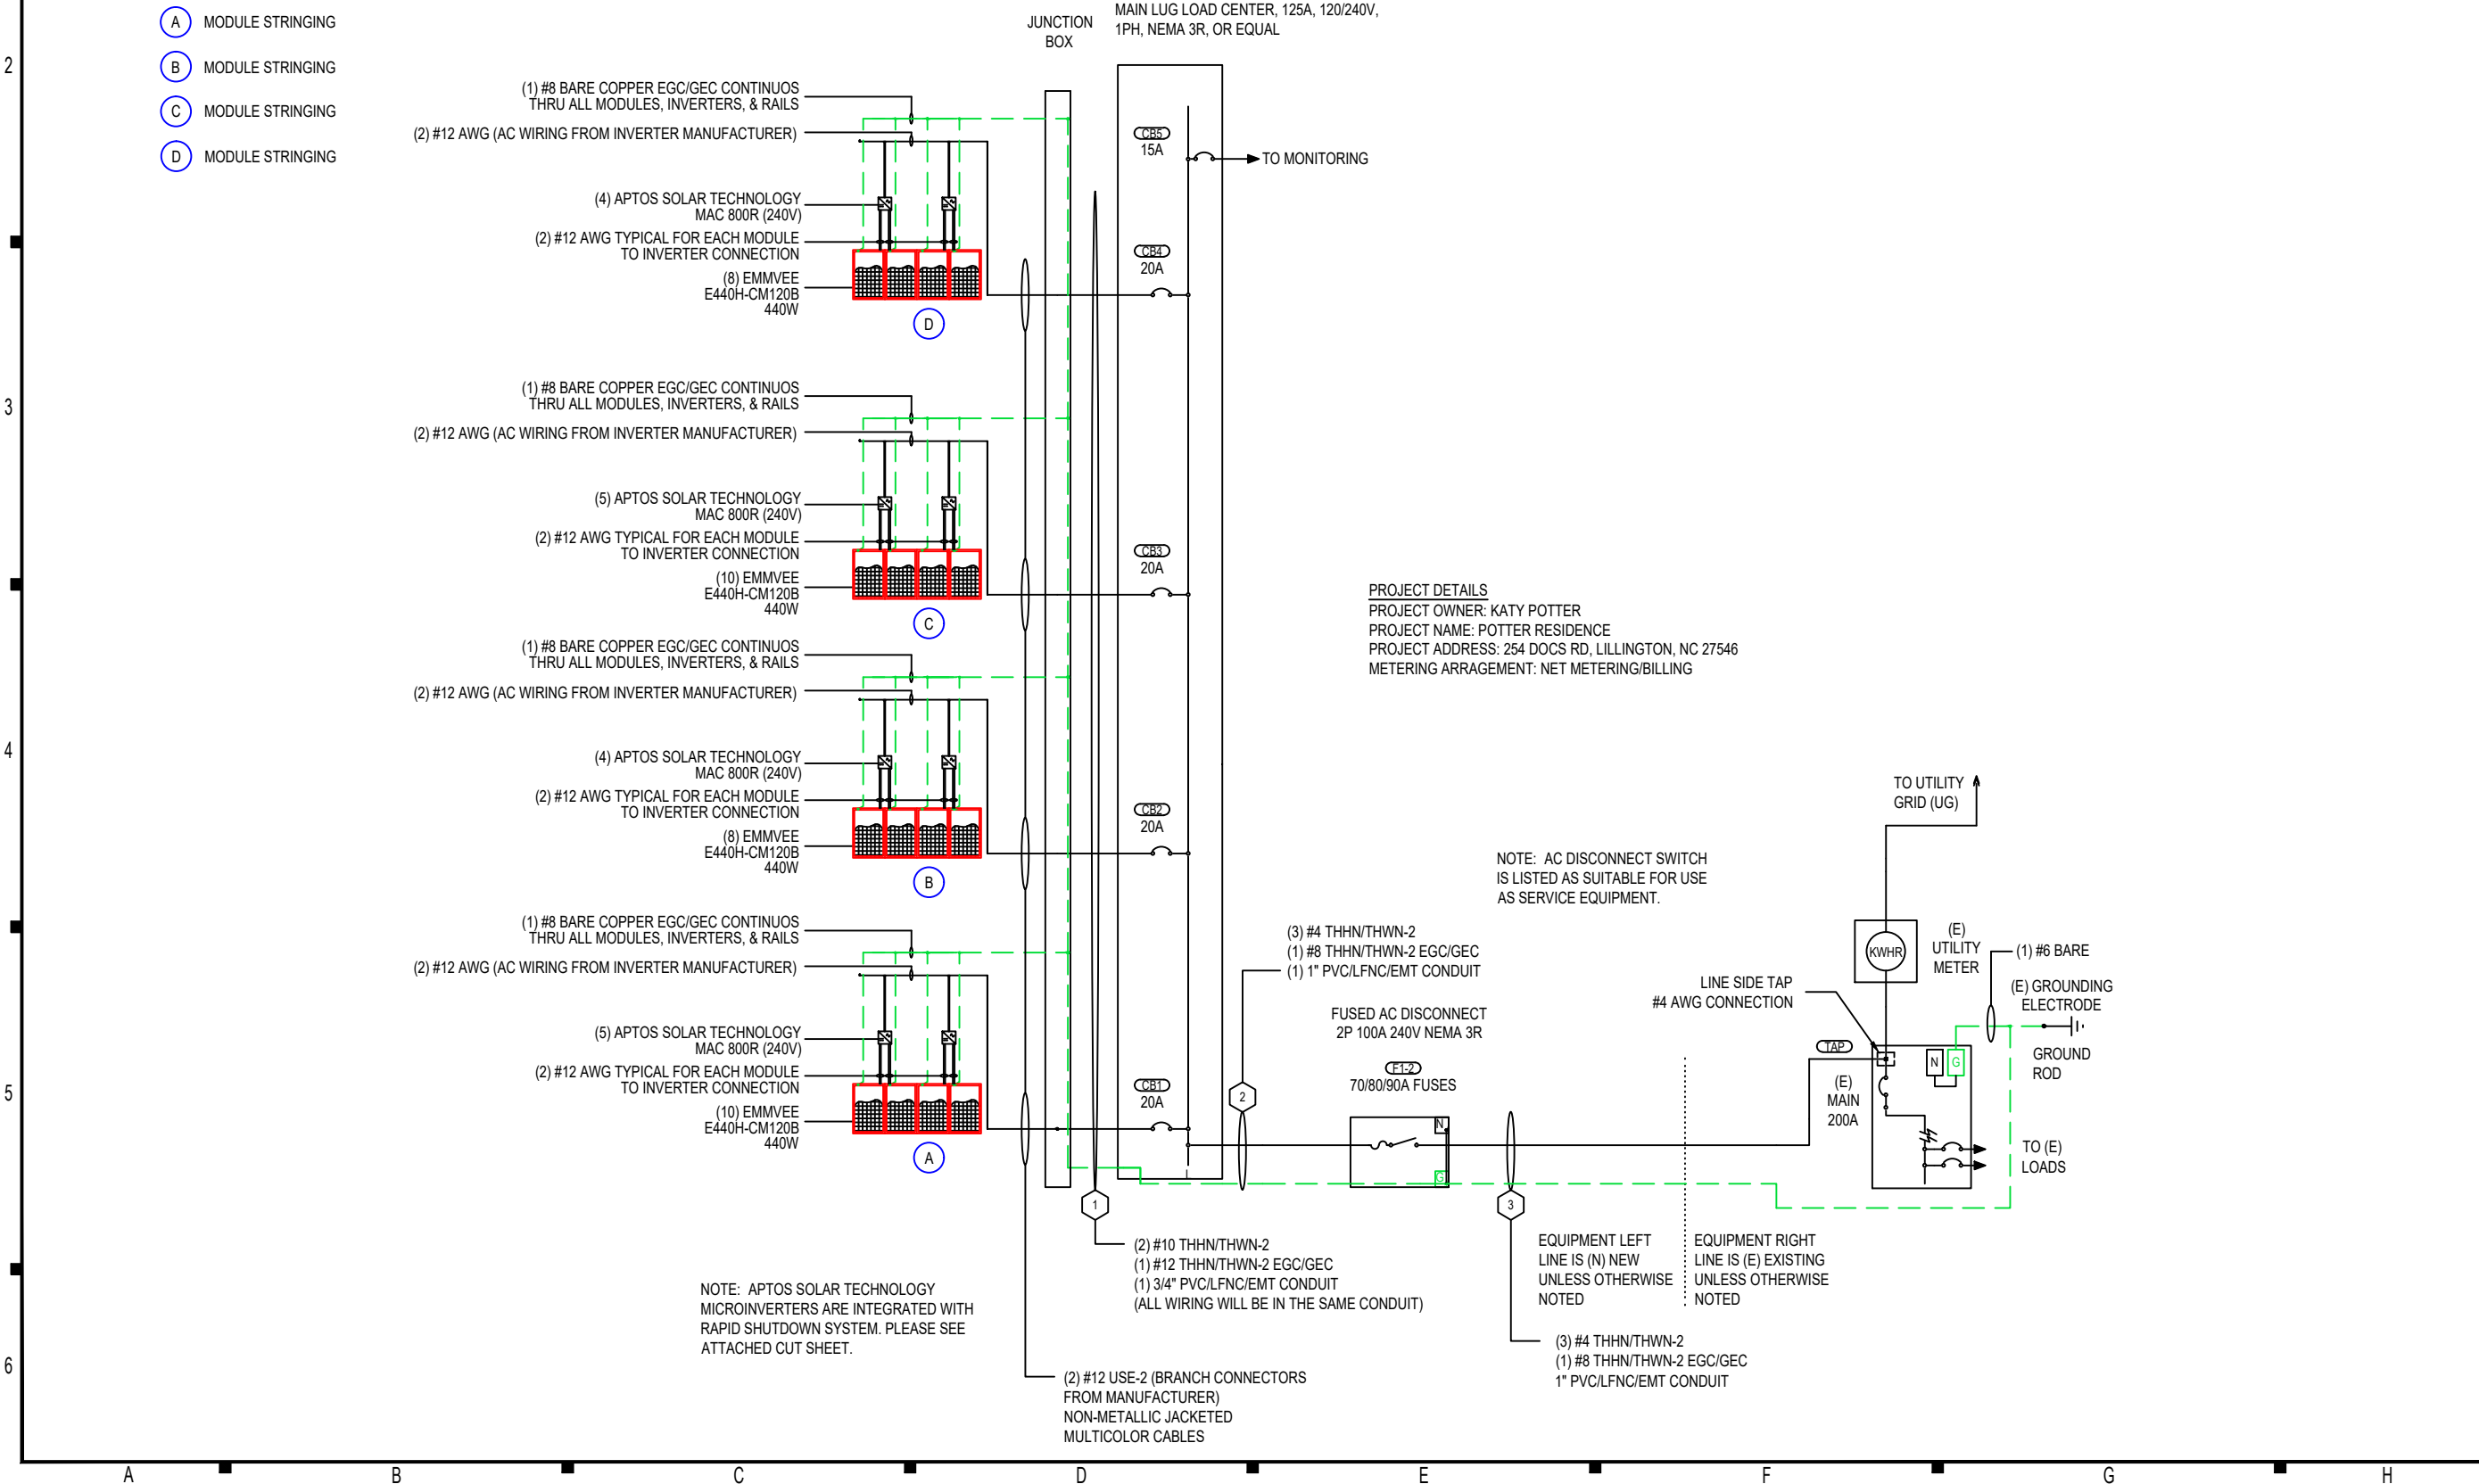 A MODULE STRINGING
B MODULE STRINGING
C MODULE STRINGING
D MODULE STRINGING
JUNCTION
BOX
MAIN LUG LOAD CENTER, 125A, 120/240V,
1PH, NEMA 3R, OR EQUAL
2
(1) #8 BARE COPPER EGC/GEC CONTINUOS
THRU ALL MODULES, INVERTERS, & RAILS
(2) #12 AWG (AC WIRING FROM INVERTER MANUFACTURER)
(4) APTOS SOLAR TECHNOLOGY
MAC 800R (240V)
(2) #12 AWG TYPICAL FOR EACH MODULE
TO INVERTER CONNECTION
(8) EMMVEE
E440H-CM120B
440W
D
CB5
15A
TO MONITORING
CB4
20A
3
(1) #8 BARE COPPER EGC/GEC CONTINUOS
THRU ALL MODULES, INVERTERS, & RAILS
(2) #12 AWG (AC WIRING FROM INVERTER MANUFACTURER)
(5) APTOS SOLAR TECHNOLOGY
MAC 800R (240V)
(2) #12 AWG TYPICAL FOR EACH MODULE
TO INVERTER CONNECTION
(10) EMMVEE
E440H-CM120B
440W
C
CB3
20A
PROJECT DETAILS
PROJECT OWNER: KATY POTTER
PROJECT NAME: POTTER RESIDENCE
PROJECT ADDRESS: 254 DOCS RD, LILLINGTON, NC 27546
METERING ARRAGEMENT: NET METERING/BILLING
4
(1) #8 BARE COPPER EGC/GEC CONTINUOS
THRU ALL MODULES, INVERTERS, & RAILS
(2) #12 AWG (AC WIRING FROM INVERTER MANUFACTURER)
(4) APTOS SOLAR TECHNOLOGY
MAC 800R (240V)
(2) #12 AWG TYPICAL FOR EACH MODULE
TO INVERTER CONNECTION
(8) EMMVEE
E440H-CM120B
440W
B
CB2
20A
TO UTILITY
GRID (UG)
NOTE: AC DISCONNECT SWITCH
IS LISTED AS SUITABLE FOR USE
AS SERVICE EQUIPMENT.
5
(1) #8 BARE COPPER EGC/GEC CONTINUOS
THRU ALL MODULES, INVERTERS, & RAILS
(2) #12 AWG (AC WIRING FROM INVERTER MANUFACTURER)
(5) APTOS SOLAR TECHNOLOGY
MAC 800R (240V)
(2) #12 AWG TYPICAL FOR EACH MODULE
TO INVERTER CONNECTION
(10) EMMVEE
E440H-CM120B
440W
A
CB1
20A
(3) #4 THHN/THWN-2
(1) #8 THHN/THWN-2 EGC/GEC
(1) 1" PVC/LFNC/EMT CONDUIT
2
FUSED AC DISCONNECT
2P 100A 240V NEMA 3R
F1-2
70/80/90A FUSES
N
G
KWHR
(E)
UTILITY
METER
(1) #6 BARE
LINE SIDE TAP
#4 AWG CONNECTION
(E) GROUNDING
ELECTRODE
GROUND
ROD
TAP
N
G
(E)
MAIN
200A
TO (E)
LOADS
1
(2) #10 THHN/THWN-2
(1) #12 THHN/THWN-2 EGC/GEC
(1) 3/4" PVC/LFNC/EMT CONDUIT
(ALL WIRING WILL BE IN THE SAME CONDUIT)
3
EQUIPMENT LEFT
LINE IS (N) NEW
UNLESS OTHERWISE
NOTED
EQUIPMENT RIGHT
LINE IS (E) EXISTING
UNLESS OTHERWISE
NOTED
NOTE: APTOS SOLAR TECHNOLOGY
MICROINVERTERS ARE INTEGRATED WITH
RAPID SHUTDOWN SYSTEM. PLEASE SEE
ATTACHED CUT SHEET.
6
(3) #4 THHN/THWN-2
(1) #8 THHN/THWN-2 EGC/GEC
1" PVC/LFNC/EMT CONDUIT
(2) #12 USE-2 (BRANCH CONNECTORS
FROM MANUFACTURER)
NON-METALLIC JACKETED
MULTICOLOR CABLES
A B C D E F G H